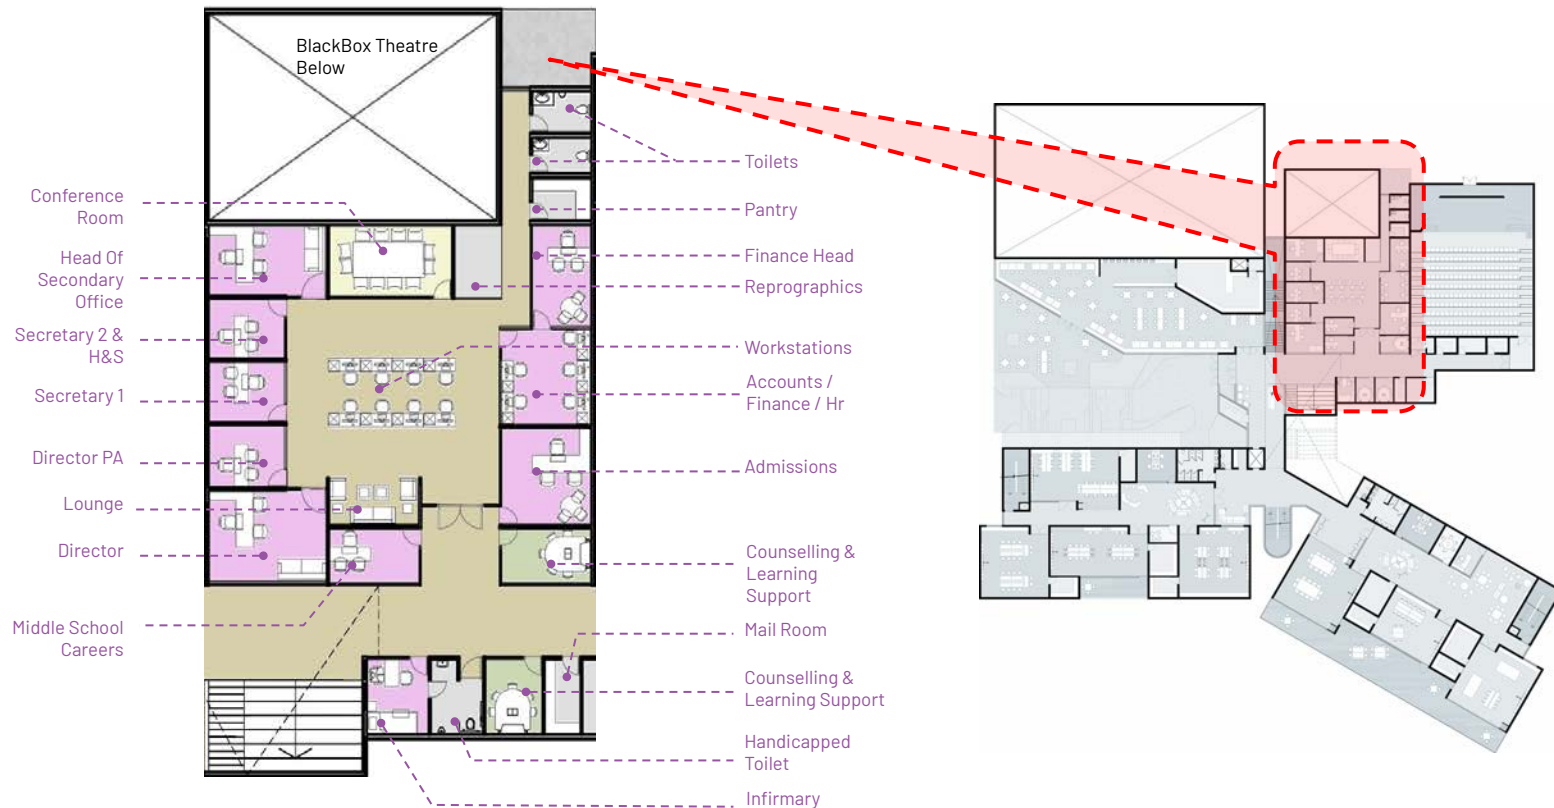 BlackBox Theatre
Below
Conference
Room
Head Of
Secondary
Office
Secretary 2 &
H&S
Secretary 1
Director PA
Lounge
Director
Middle School
Careers
Toilets
Pantry
Finance Head
Reprographics
Workstations
Accounts /
Finance / Hr
Admissions
Counselling &
Learning
Support
Mail Room
Counselling &
Learning Support
Handicapped
Toilet
Infirmary